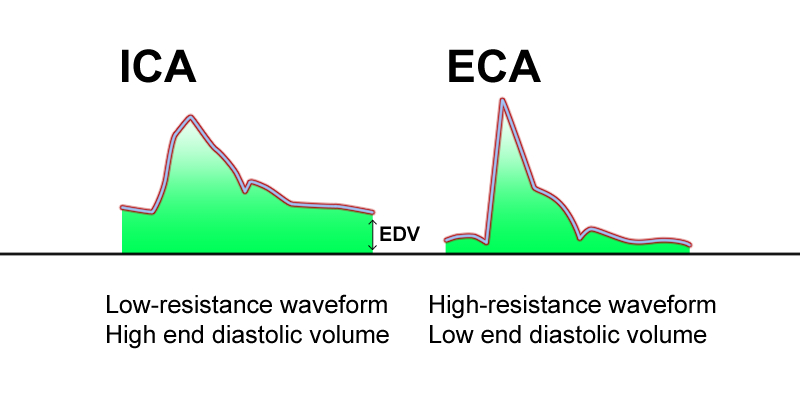 ICA
ECA
EDV
Low-resistance waveform
High end diastolic volume
High-resistance waveform
Low end diastolic volume